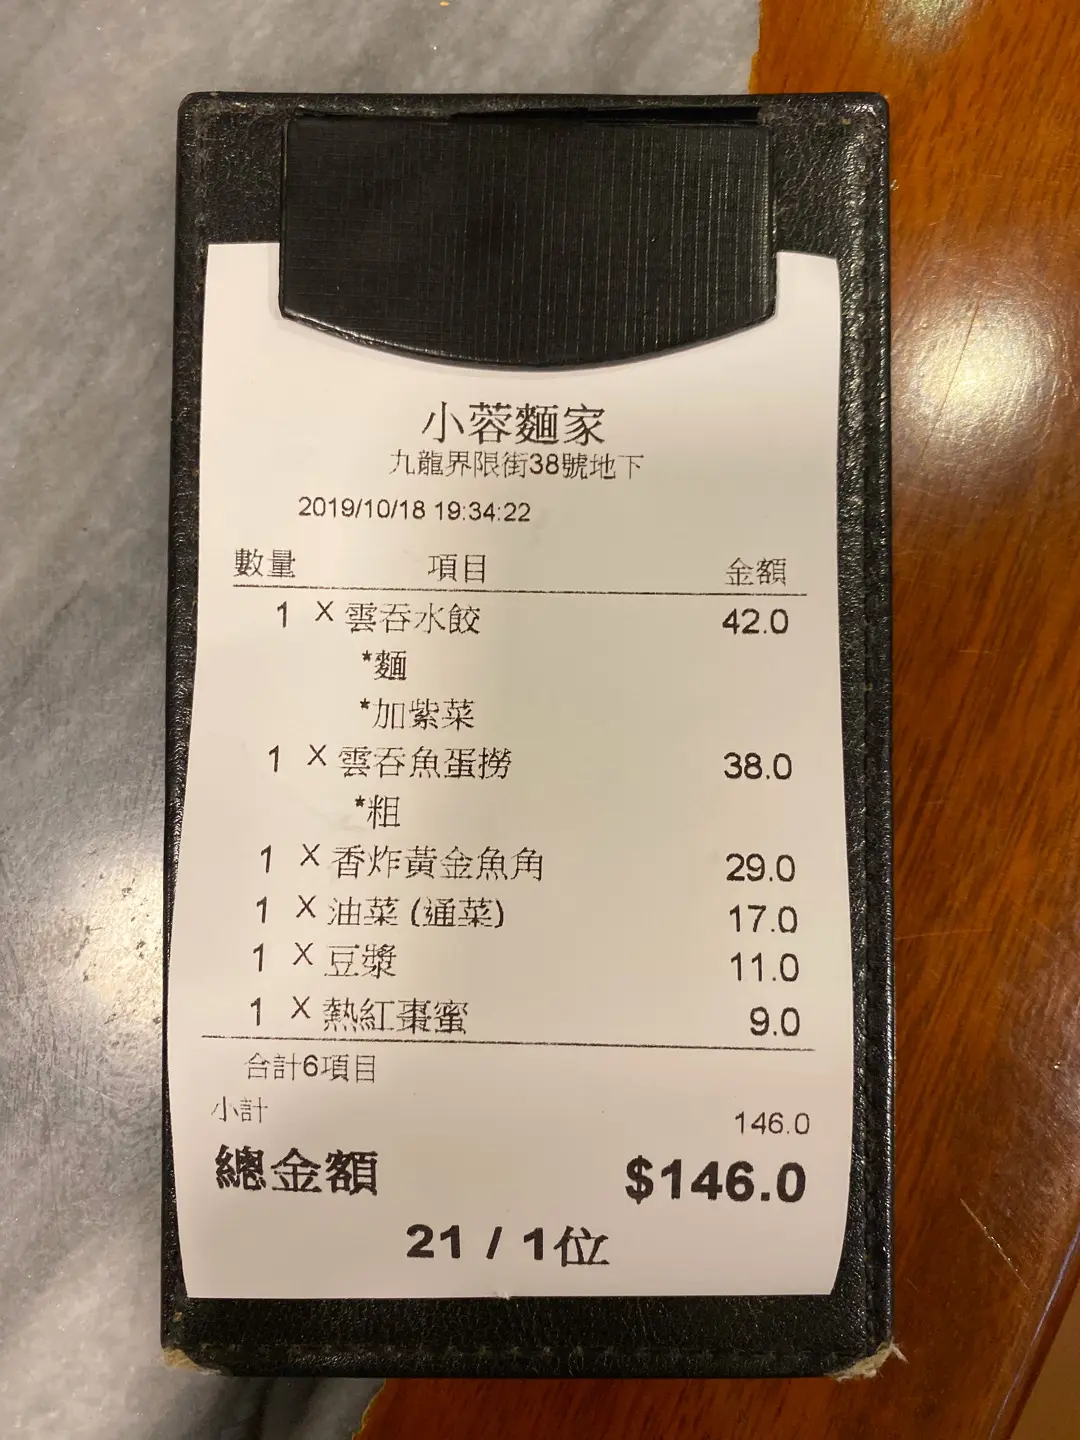 小蓉麵家
九龍界限街38號地下
2019/10/18 19:34:22
數量 項目 金額
1 X 雲吞水餃 42.0
*麵
*加紫菜
1 X 雲吞魚蛋撈 38.0
*粗
1 X 香炸黃金魚角 29.0
1 X 油菜 (通菜) 17.0
1 X 豆漿 11.0
1 X 熱紅棗蜜 9.0
合計6項目
小計 146.0
總金額 $146.0
21 / 1位